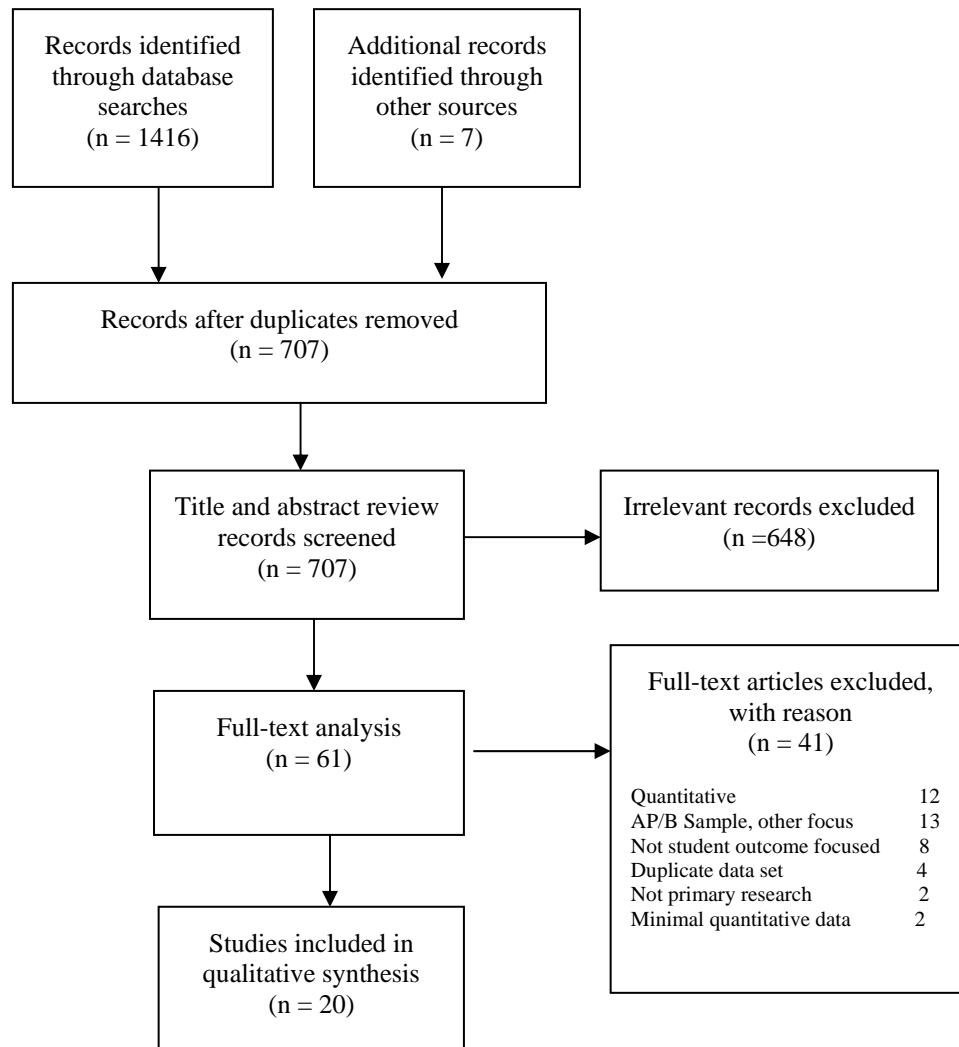 Records identified
through database
searches
(n = 1416)
Additional records
identified through
other sources
(n = 7)
Records after duplicates removed
(n = 707)
Title and abstract review
records screened
(n = 707)
Irrelevant records excluded
(n =648)
Full-text analysis
(n = 61)
Full-text articles excluded,
with reason
(n = 41)
Quantitative 12
AP/B Sample, other focus 13
Not student outcome focused 8
Duplicate data set 4
Not primary research 2
Minimal quantitative data 2
Studies included in
qualitative synthesis
(n = 20)